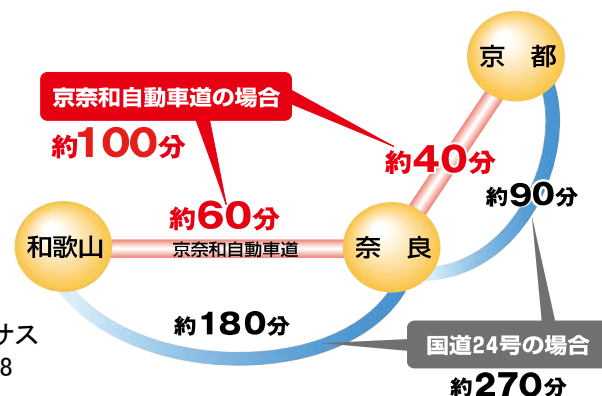 京都
京奈和自動車道の場合
約100分
約40分
約90分
約60分
和歌山
京奈和自動車道
奈良
約180分
ナス
8
国道24号の場合
約270分